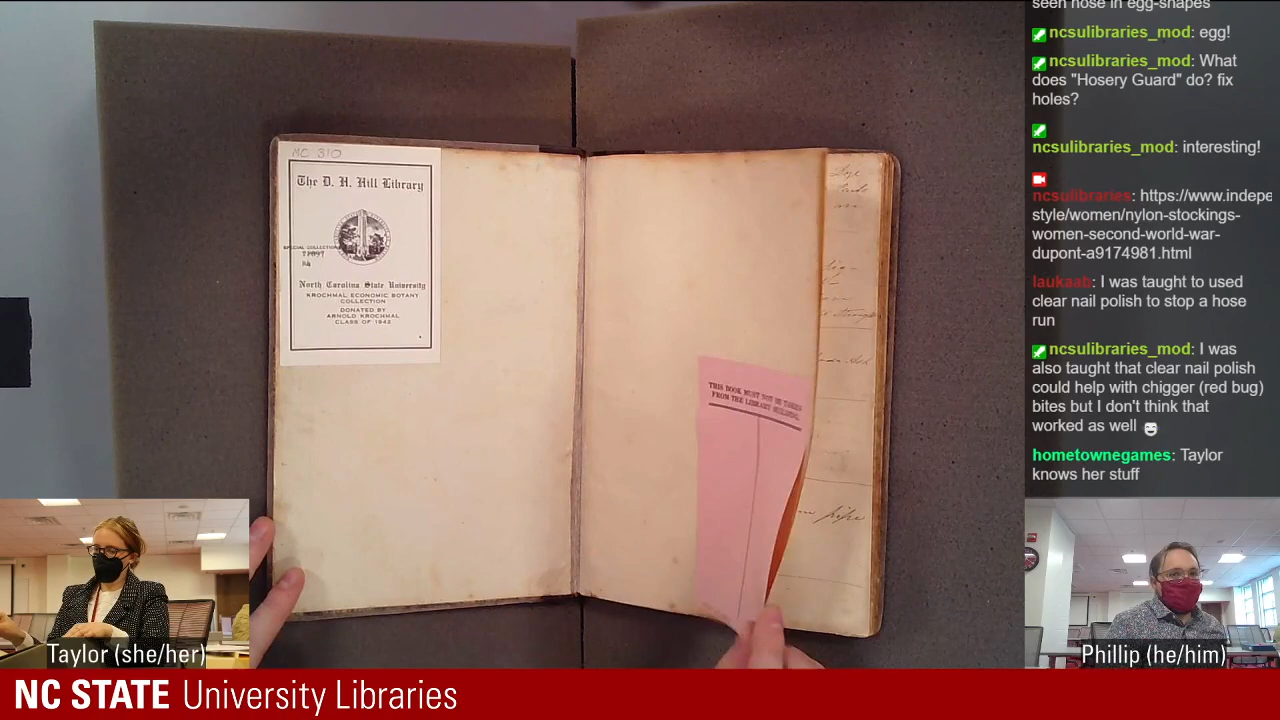 MC 310
The D. H. Hill Library
SPECIAL COLLECTIONS
North Carolina State University
KROCHMAL ECONOMIC BOTANY
COLLECTION
DONATED BY
ARNOLD KROCHMAL
CLASS OF 1942
THIS BOOK MUST NOT BE TAKEN
FROM THE LIBRARY BUILDING.
pipe
seen hose in egg-shapes
ncsulibraries_mod: egg!
ncsulibraries_mod: What
does "Hosery Guard" do? fix
holes?
ncsulibraries_mod: interesting!
ncsulibraries: https://www.indepe
style/women/nylon-stockings-
women-second-world-war-
dupont-a9174981.html
laukaab: I was taught to used
clear nail polish to stop a hose
run
ncsulibraries_mod: I was
also taught that clear nail polish
could help with chigger (red bug)
bites but I don't think that
worked as well
hometownegames: Taylor
knows her stuff
Taylor (she/her)
Phillip (he/him)
NC STATE University Libraries